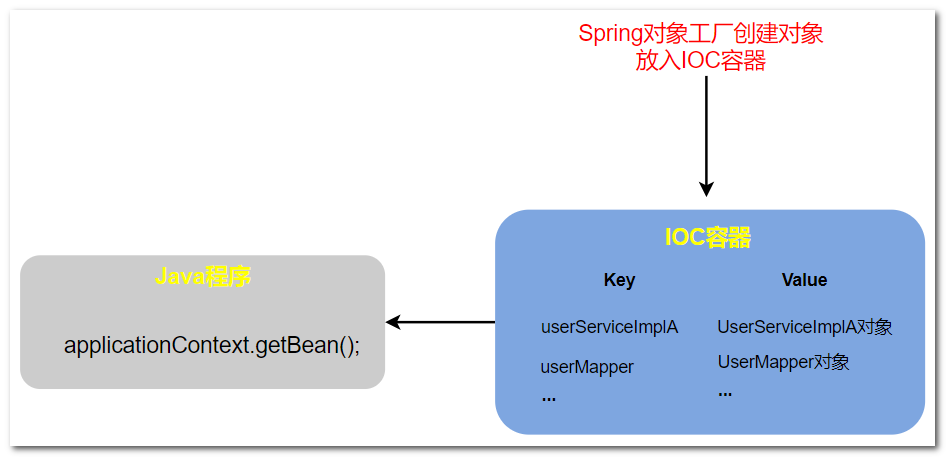 Spring对象工厂创建对象
放入IOC容器
IOC容器
Key Value
userServiceImplA UserServiceImplA对象
userMapper UserMapper对象
... ...
Java程序
applicationContext.getBean();